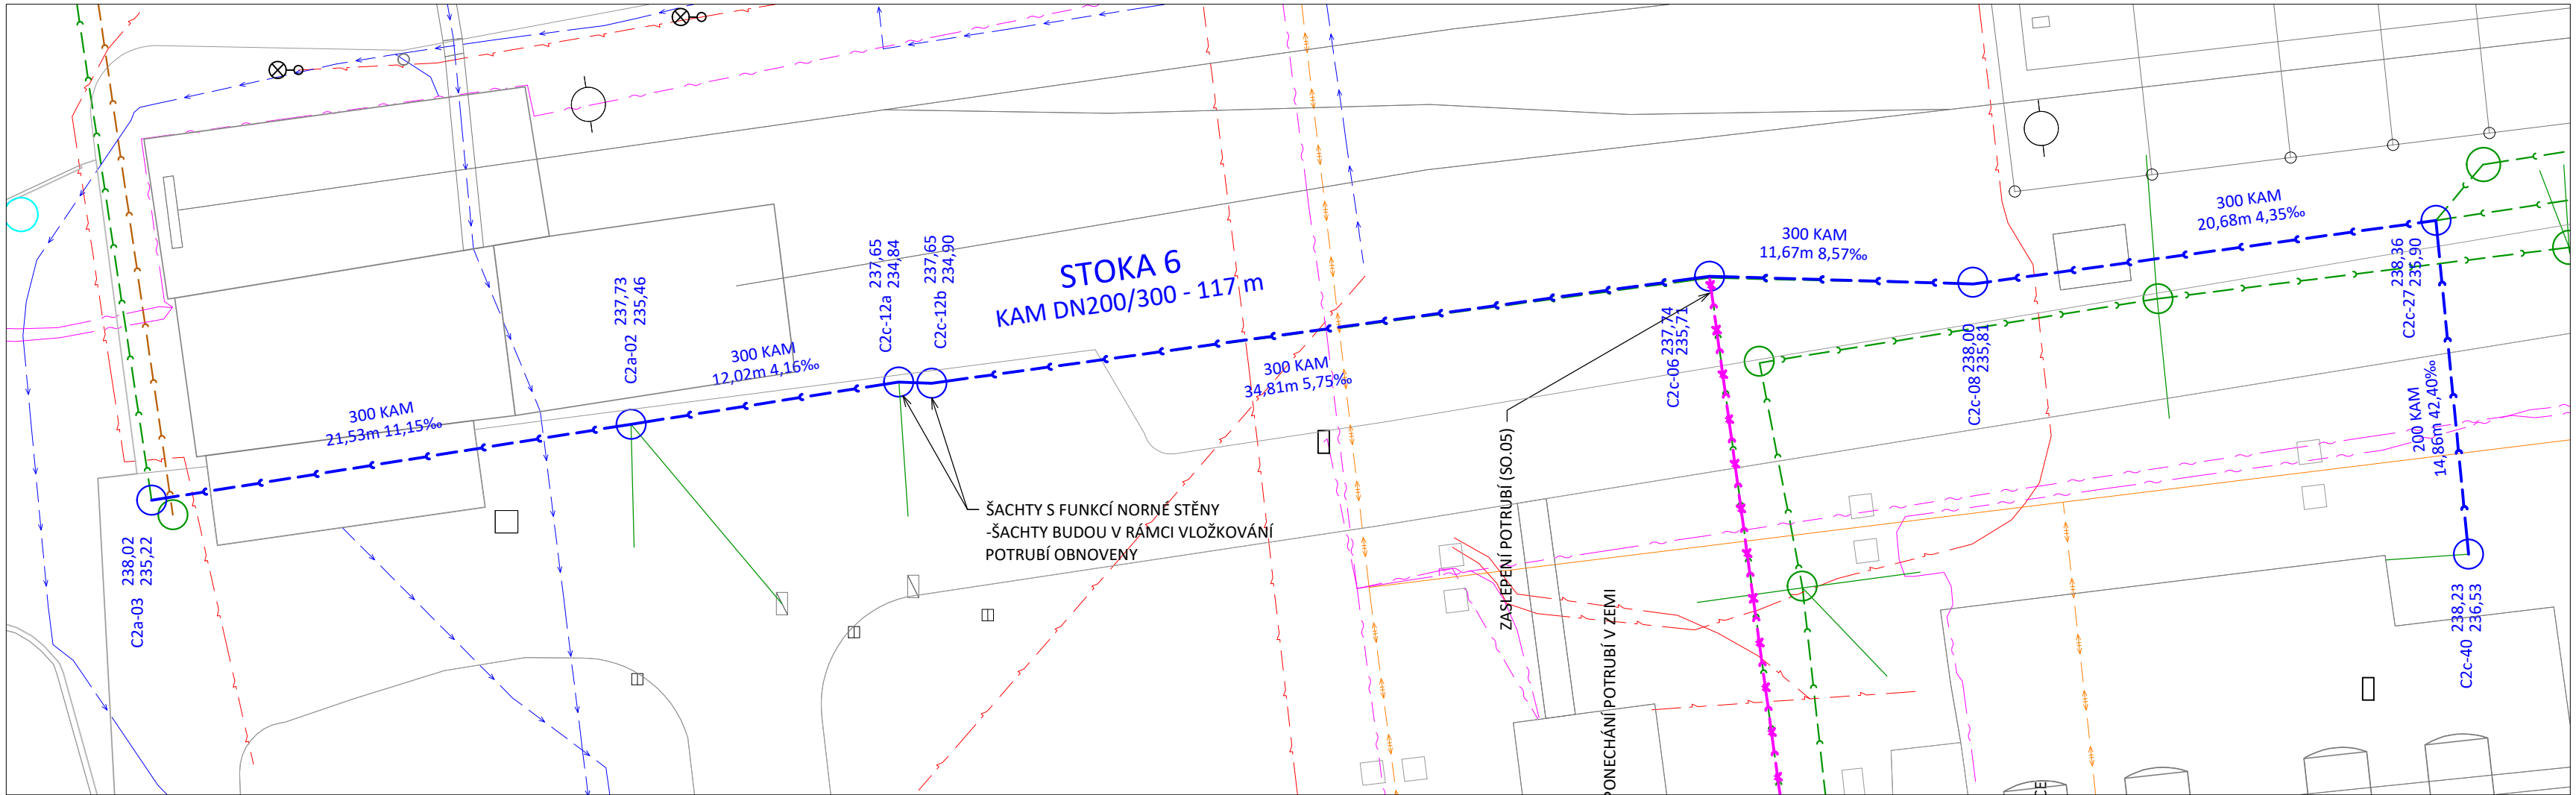 STOKA 6
KAM DN200/300 - 117 m
300 KAM
21,53m 11,15‰
300 KAM
12,02m 4,16‰
300 KAM
34,81m 5,75‰
300 KAM
11,67m 8,57‰
300 KAM
20,68m 4,35‰
200 KAM
14,86m 42,40‰
C2a-03 238,02
235,22
C2a-02 237,73
235,46
C2c-12a 237,65
234,84
C2c-12b 237,65
234,90
C2c-06 237,74
235,71
C2c-08 238,00
235,81
C2c-27 238,36
235,90
C2c-40 238,23
236,53
ŠACHTY S FUNKCÍ NORNÉ STĚNY
-ŠACHTY BUDOU V RÁMCI VLOŽKOVÁNÍ
POTRUBÍ OBNOVENY
ZASLEPENÍ POTRUBÍ (SO.05)
PONECHÁNÍ POTRUBÍ V ZEMI
CE